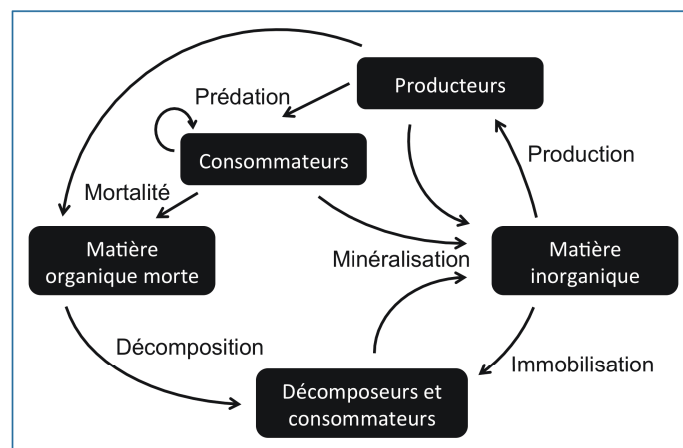 Producteurs
Prédation
Consommateurs
Production
Mortalité
Matière
organique morte
Minéralisation
Matière
inorganique
Décomposition
Immobilisation
Décomposeurs et
consommateurs